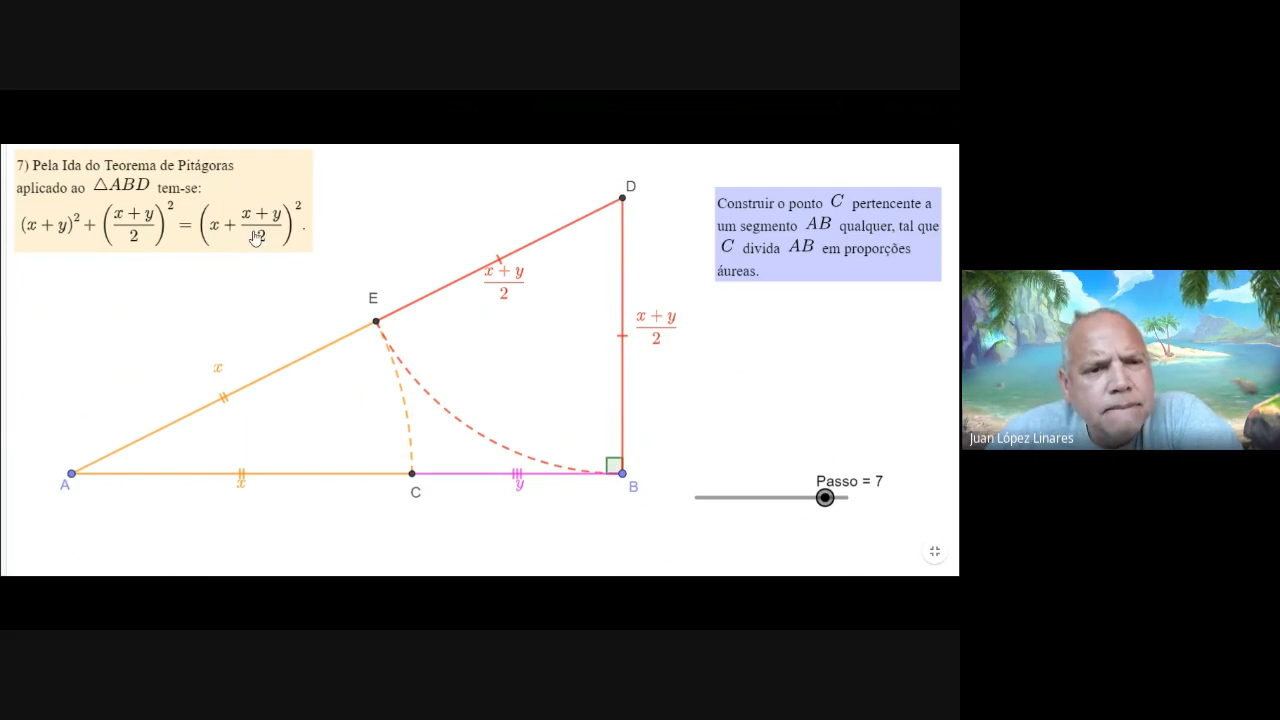 7) Pela Ida do Teorema de Pitágoras
aplicado ao △ABD tem-se:
(x + y)² + ((x + y)/2)² = (x + (x + y)/2)².
Construir o ponto C pertencente a
um segmento AB qualquer, tal que
C divida AB em proporções
áureas.
D
(x + y)/2
E
(x + y)/2
x
A
x
C
y
B
Passo = 7
Juan López Linares